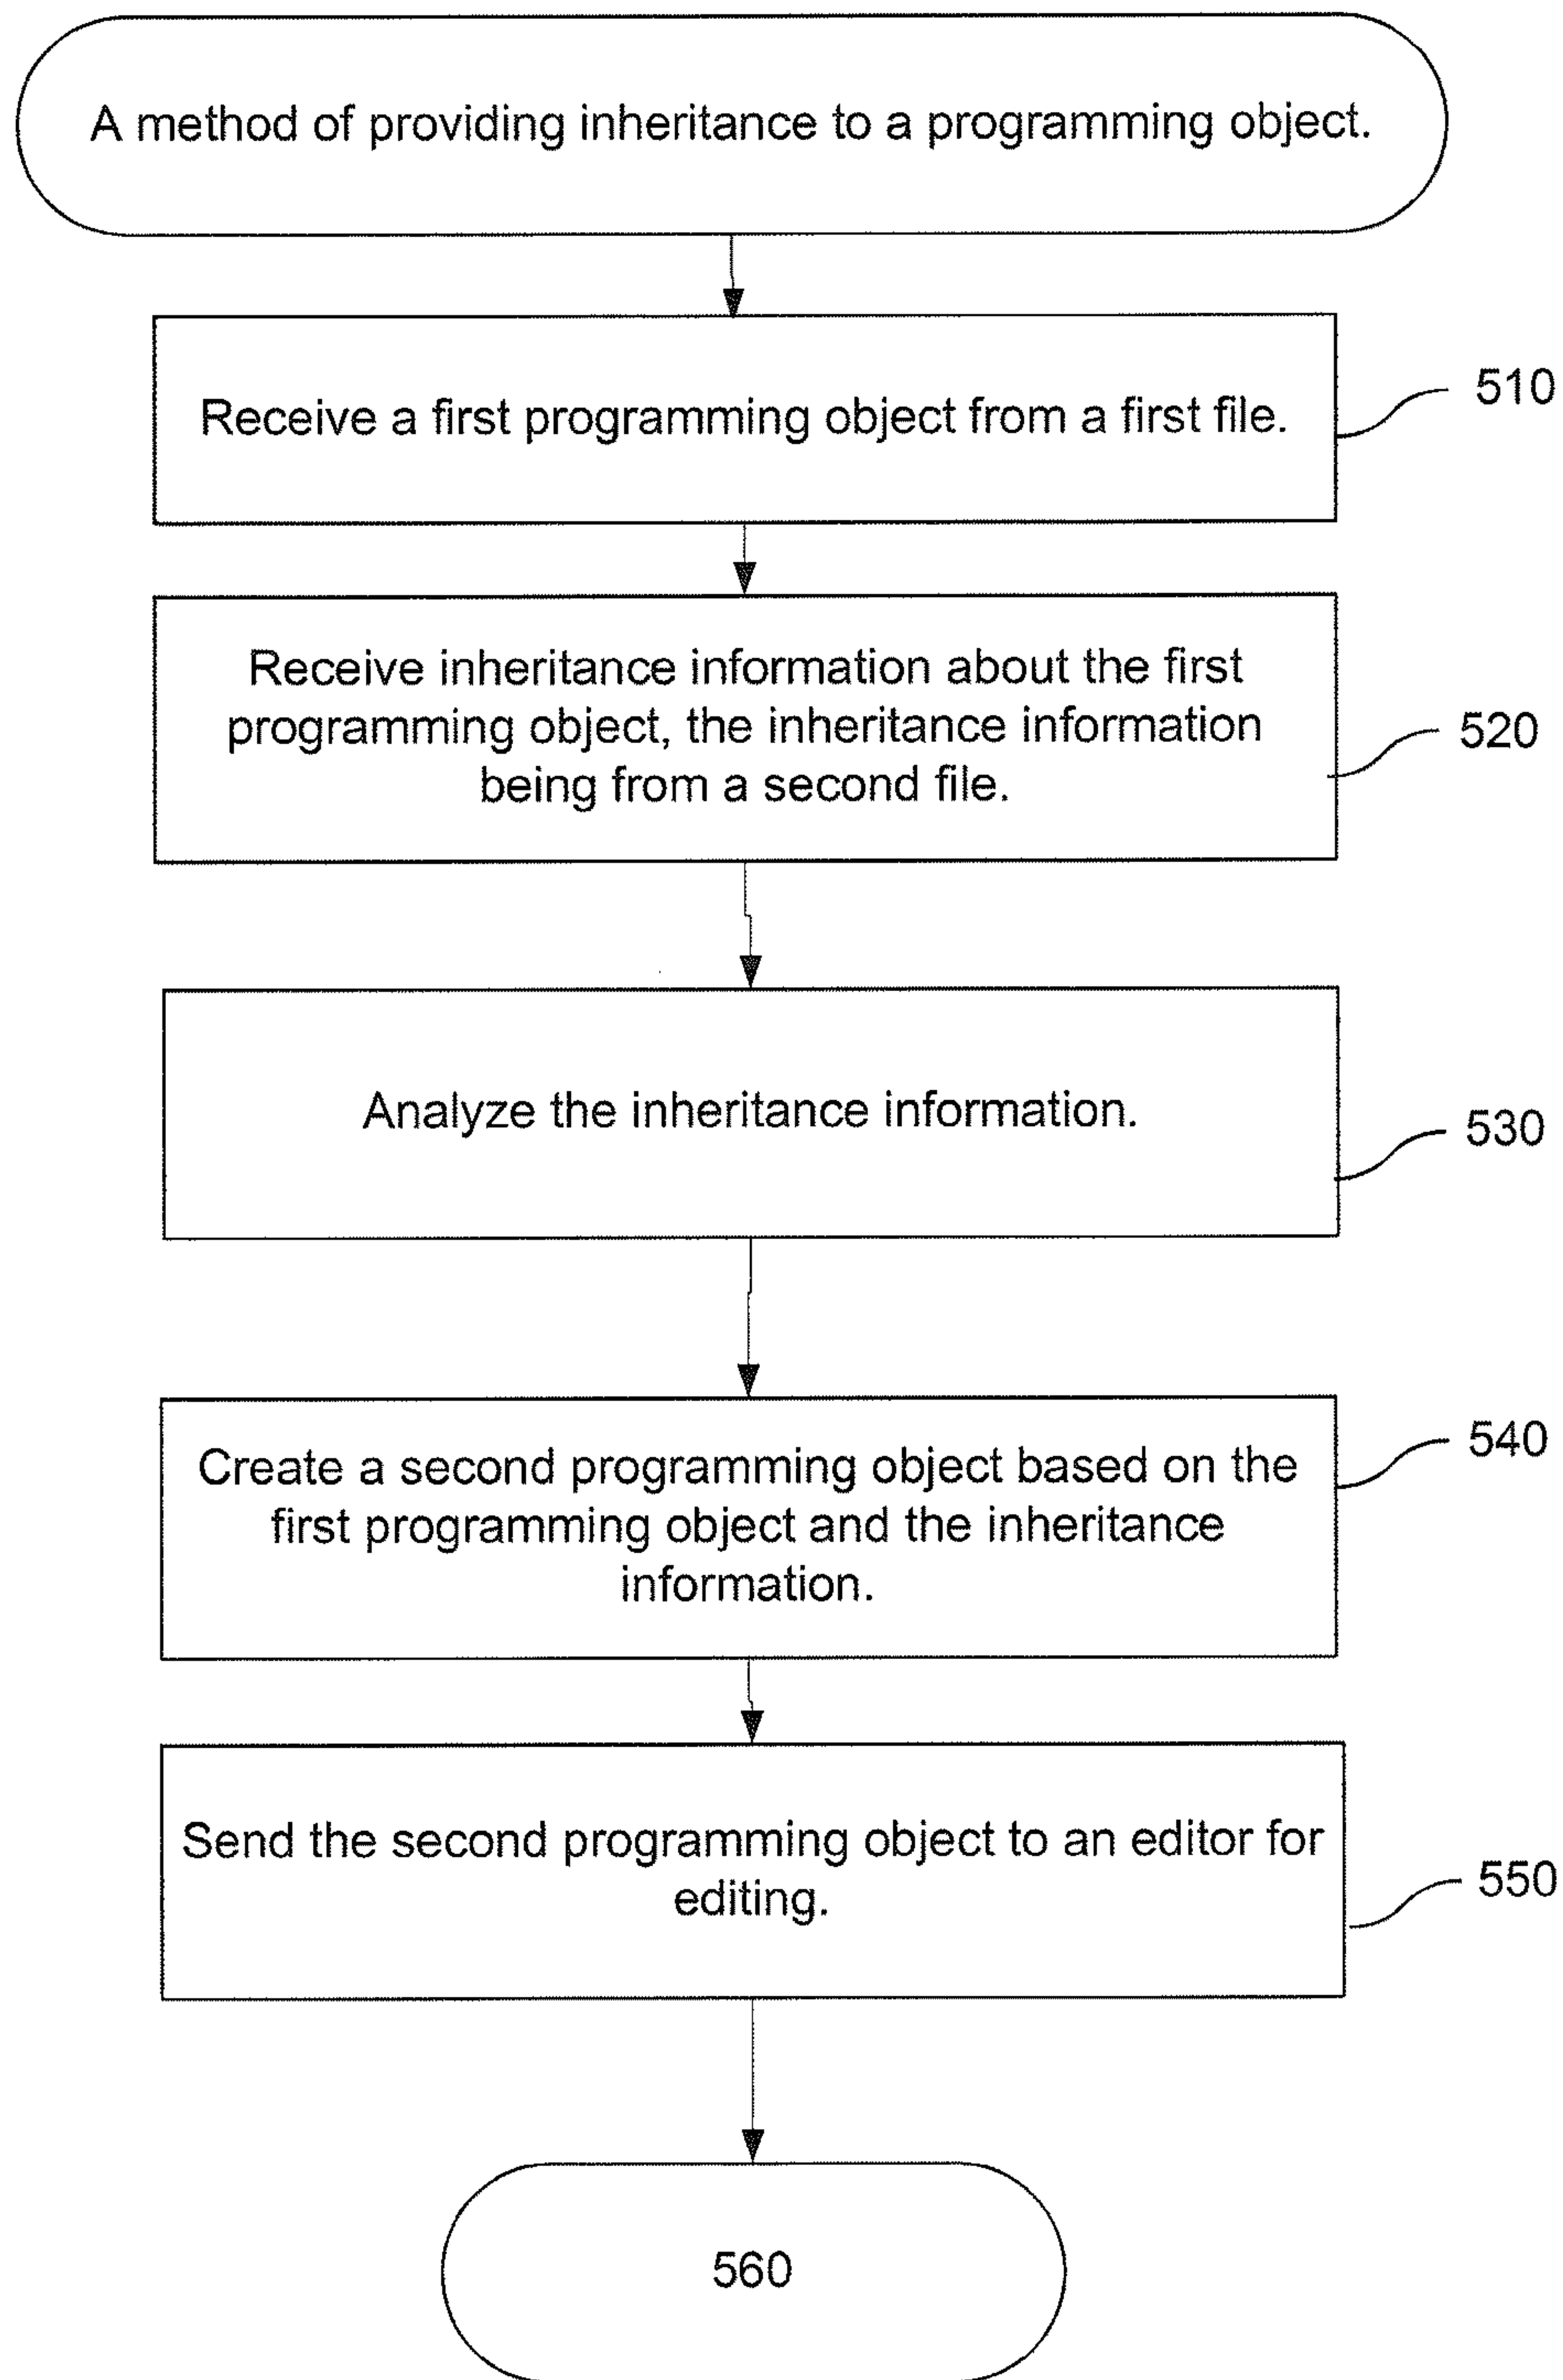 A method of providing inheritance to a programming object.
Receive a first programming object from a first file.
510
Receive inheritance information about the first
programming object, the inheritance information
being from a second file.
520
Analyze the inheritance information.
530
Create a second programming object based on the
first programming object and the inheritance
information.
540
Send the second programming object to an editor for
editing.
550
560